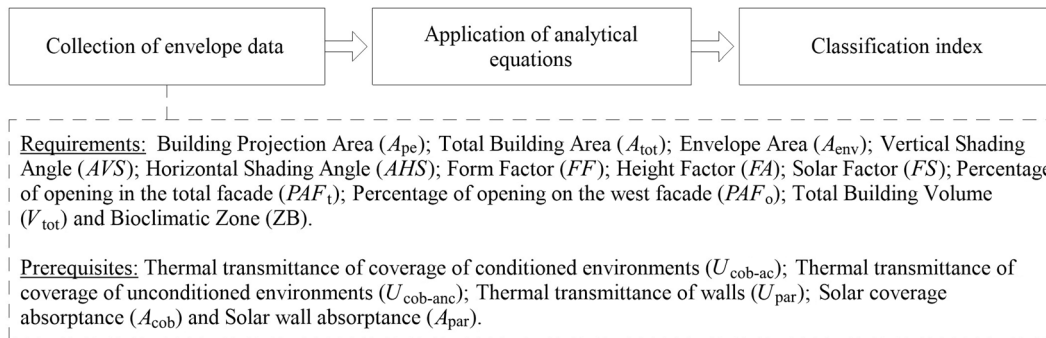 Collection of envelope data
Application of analytical
equations
Classification index
Requirements: Building Projection Area (Ape); Total Building Area (Atot); Envelope Area (Aenv); Vertical Shading
Angle (AVS); Horizontal Shading Angle (AHS); Form Factor (FF); Height Factor (FA); Solar Factor (FS); Percentage
of opening in the total facade (PAFt); Percentage of opening on the west facade (PAFo); Total Building Volume
(Vtot) and Bioclimatic Zone (ZB).
Prerequisites: Thermal transmittance of coverage of conditioned environments (Ucob-ac); Thermal transmittance of
coverage of unconditioned environments (Ucob-anc); Thermal transmittance of walls (Upar); Solar coverage
absorptance (Acob) and Solar wall absorptance (Apar).